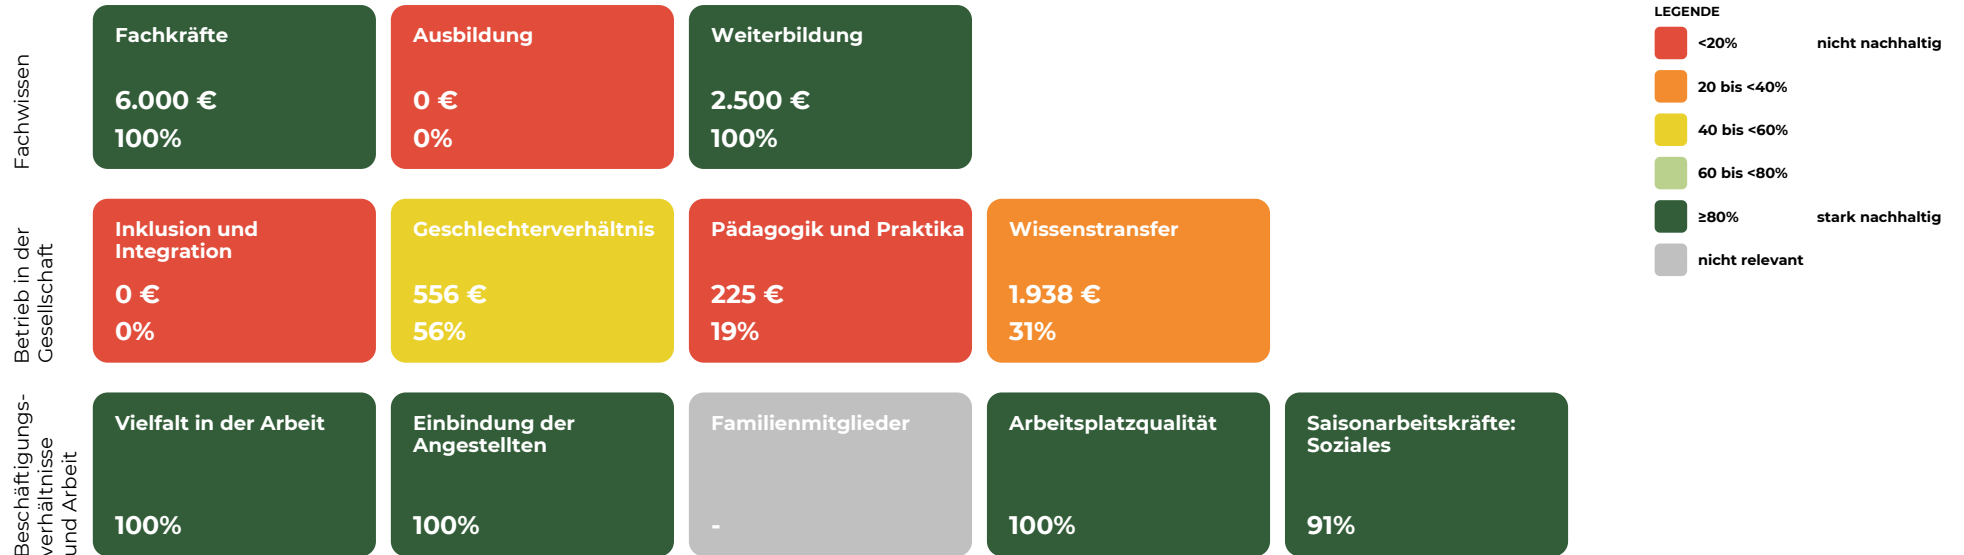 Fachwissen
Fachkräfte
6.000 €
100%
Ausbildung
0 €
0%
Weiterbildung
2.500 €
100%
Betrieb in der
Gesellschaft
Inklusion und
Integration
0 €
0%
Geschlechterverhältnis
556 €
56%
Pädagogik und Praktika
225 €
19%
Wissenstransfer
1.938 €
31%
Beschäftigungs-
verhältnisse
und Arbeit
Vielfalt in der Arbeit
100%
Einbindung der
Angestellten
100%
Familienmitglieder
-
Arbeitsplatzqualität
100%
Saisonarbeitskräfte:
Soziales
91%
LEGENDE
<20% nicht nachhaltig
20 bis <40%
40 bis <60%
60 bis <80%
≥80% stark nachhaltig
nicht relevant